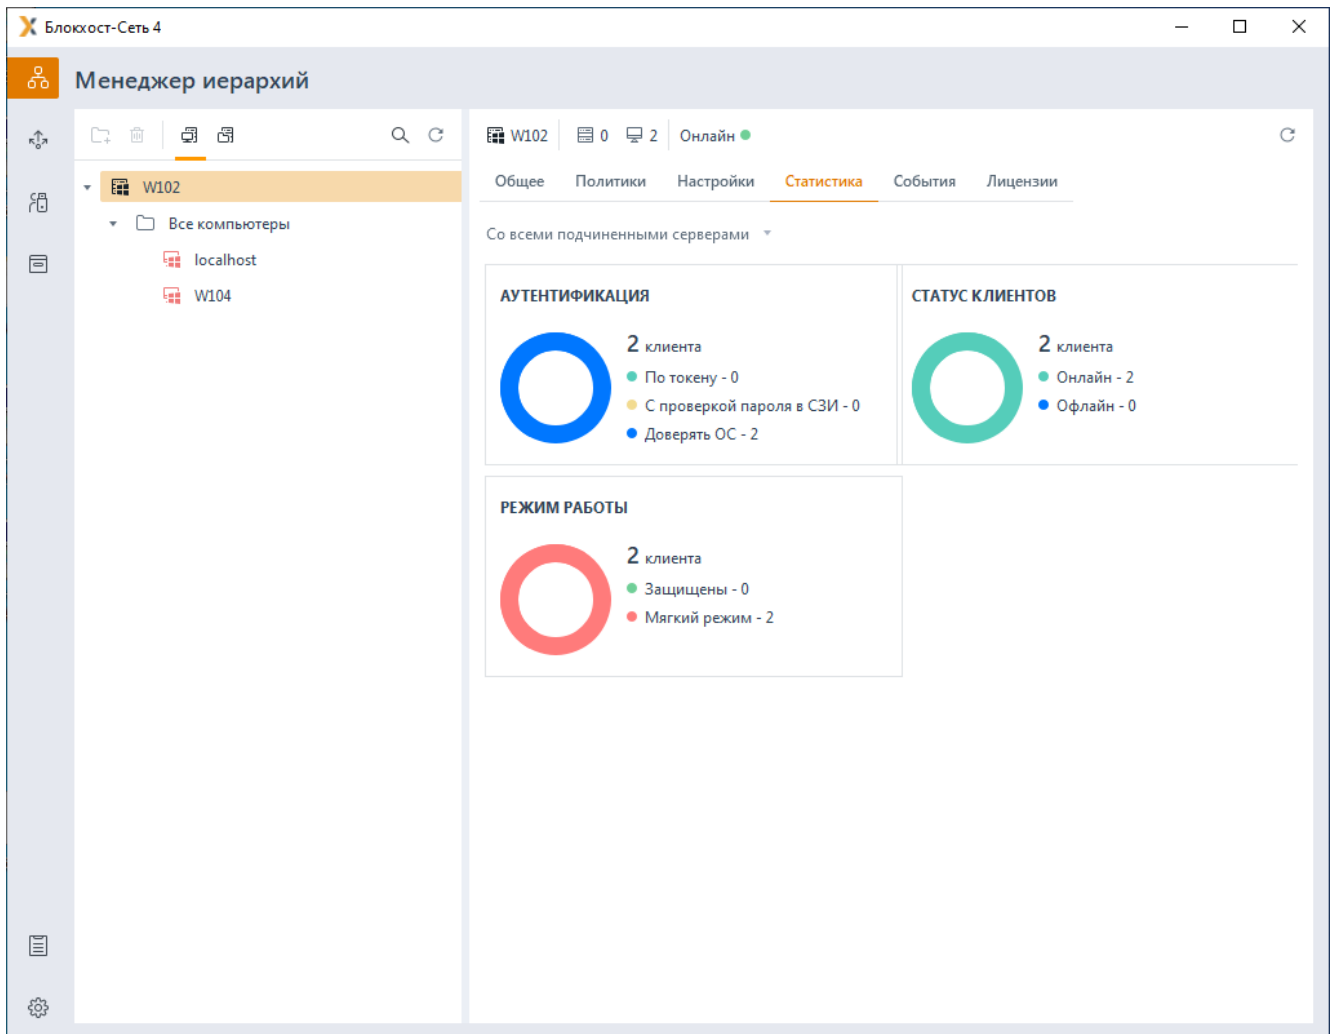 Блокхост-Сеть 4
Менеджер иерархий
W102
Все компьютеры
localhost
W104
W102 0 2 Онлайн
Общее Политики Настройки Статистика События Лицензии
Со всеми подчиненными серверами
АУТЕНТИФИКАЦИЯ
2 клиента
По токену - 0
С проверкой пароля в СЗИ - 0
Доверять ОС - 2
СТАТУС КЛИЕНТОВ
2 клиента
Онлайн - 2
Офлайн - 0
РЕЖИМ РАБОТЫ
2 клиента
Защищены - 0
Мягкий режим - 2